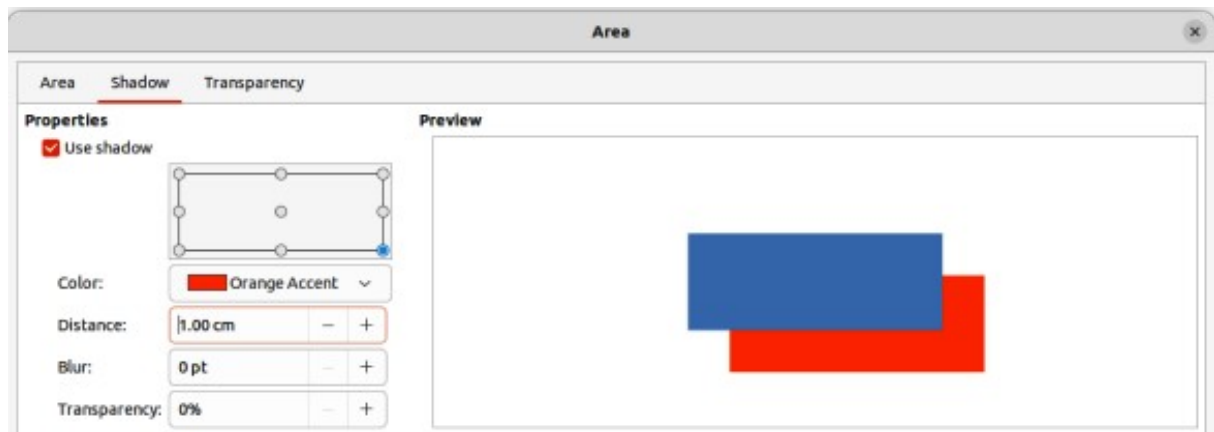 Area
Area Shadow Transparency
Properties
Use shadow
Color: Orange Accent
Distance: 1.00 cm
Blur: 0 pt
Transparency: 0%
Preview